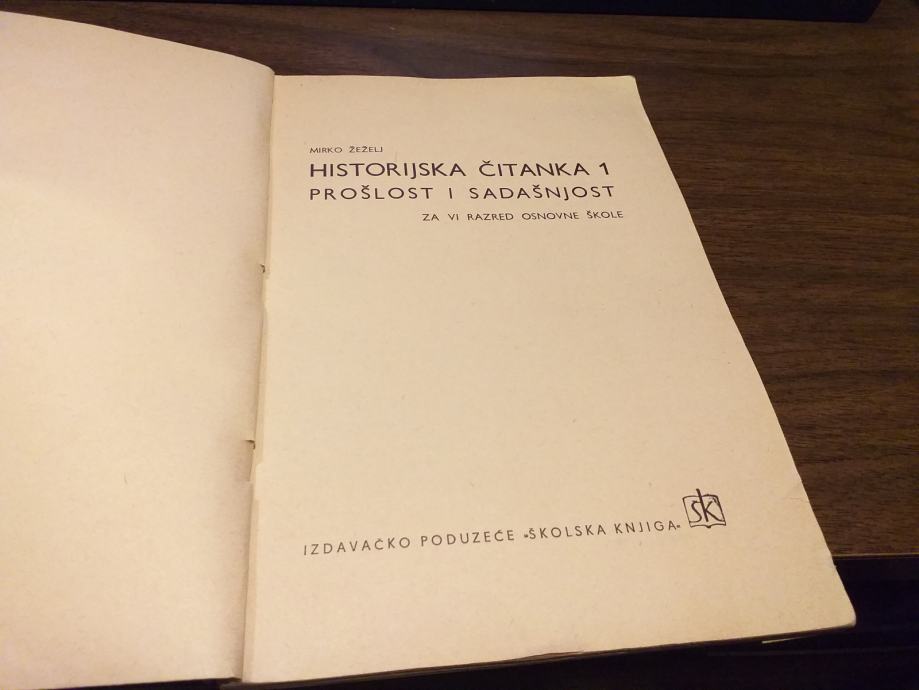 MIRKO ŽEŽELJ
HISTORIJSKA ČITANKA 1
PROŠLOST I SADAŠNJOST
ZA VI RAZRED OSNOVNE ŠKOLE
IZDAVAČKO PODUZEĆE »ŠKOLSKA KNJIGA«
ŠK